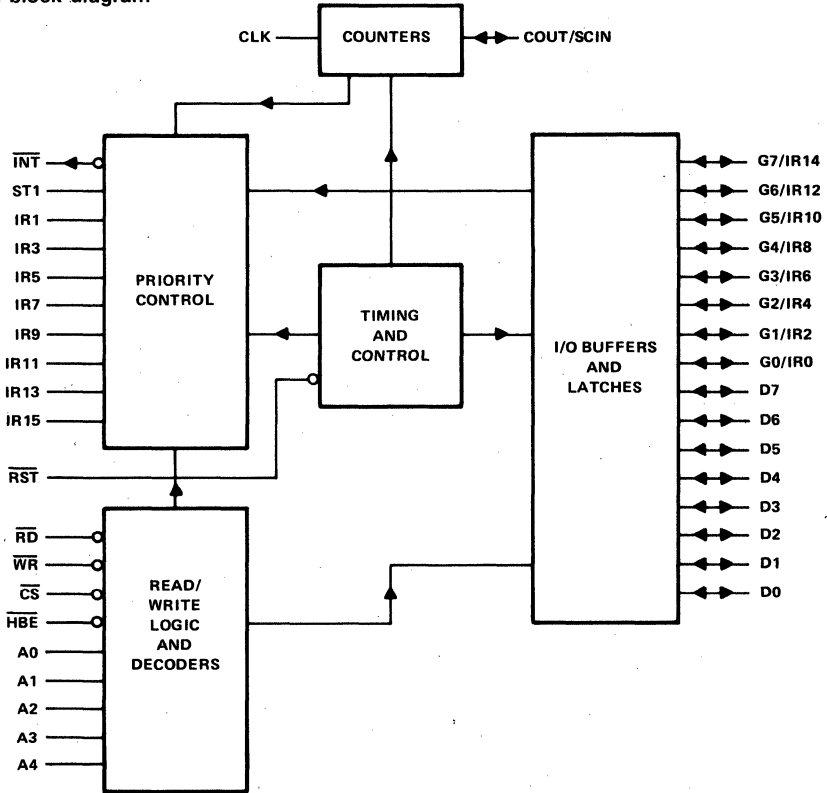 block diagram
CLK
COUNTERS
COUT/SCIN
INT
ST1
IR1
IR3
IR5
IR7
IR9
IR11
IR13
IR15
RST
PRIORITY
CONTROL
TIMING
AND
CONTROL
I/O BUFFERS
AND
LATCHES
G7/IR14
G6/IR12
G5/IR10
G4/IR8
G3/IR6
G2/IR4
G1/IR2
G0/IR0
D7
D6
D5
D4
D3
D2
D1
D0
RD
WR
CS
HBE
A0
A1
A2
A3
A4
READ/
WRITE
LOGIC
AND
DECODERS